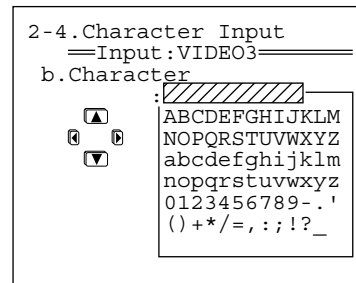 2-4.Character Input
Input:VIDEO3
b.Character
:
ABCDEFGHIJKLM
NOPQRSTUVWXYZ
abcdefghijklm
nopqrstuvwxyz
0123456789-.'
()+*/=,:;!?_